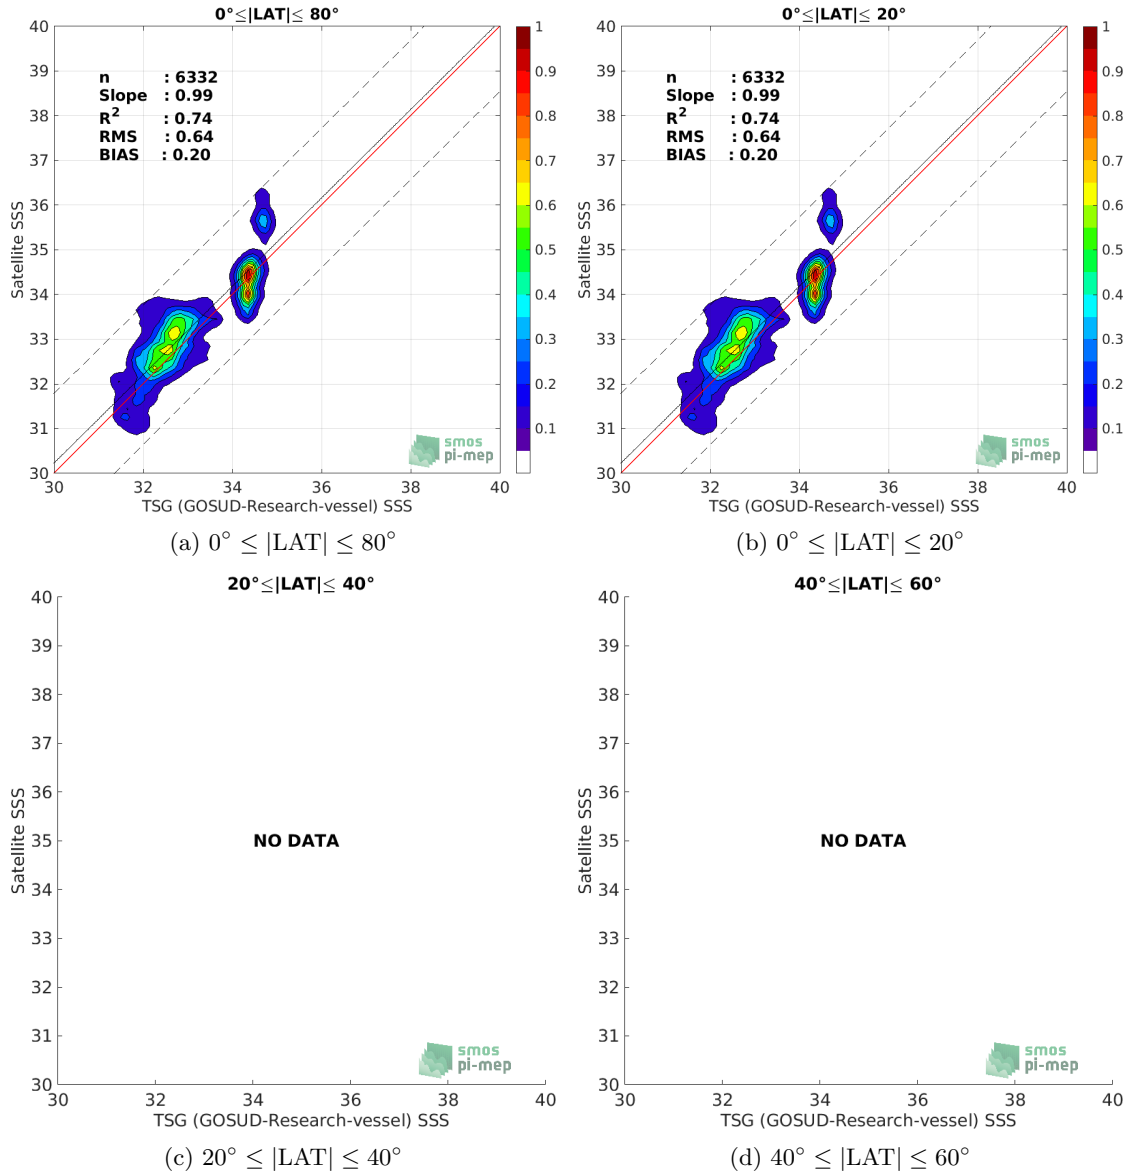 0°≤|LAT|≤ 80°
n : 6332
Slope : 0.99
R² : 0.74
RMS : 0.64
BIAS : 0.20
Satellite SSS
40
39
38
37
36
35
34
33
32
31
30
30 32 34 36 38 40
TSG (GOSUD-Research-vessel) SSS
1
0.9
0.8
0.7
0.6
0.5
0.4
0.3
0.2
0.1
smos
pi-mep
(a) 0° ≤ |LAT| ≤ 80°
0°≤|LAT|≤ 20°
n : 6332
Slope : 0.99
R² : 0.74
RMS : 0.64
BIAS : 0.20
Satellite SSS
40
39
38
37
36
35
34
33
32
31
30
30 32 34 36 38 40
TSG (GOSUD-Research-vessel) SSS
1
0.9
0.8
0.7
0.6
0.5
0.4
0.3
0.2
0.1
smos
pi-mep
(b) 0° ≤ |LAT| ≤ 20°
20°≤|LAT|≤ 40°
Satellite SSS
40
39
38
37
36
35
34
33
32
31
30
NO DATA
smos
pi-mep
30 32 34 36 38 40
TSG (GOSUD-Research-vessel) SSS
(c) 20° ≤ |LAT| ≤ 40°
40°≤|LAT|≤ 60°
Satellite SSS
40
39
38
37
36
35
34
33
32
31
30
NO DATA
smos
pi-mep
30 32 34 36 38 40
TSG (GOSUD-Research-vessel) SSS
(d) 40° ≤ |LAT| ≤ 60°